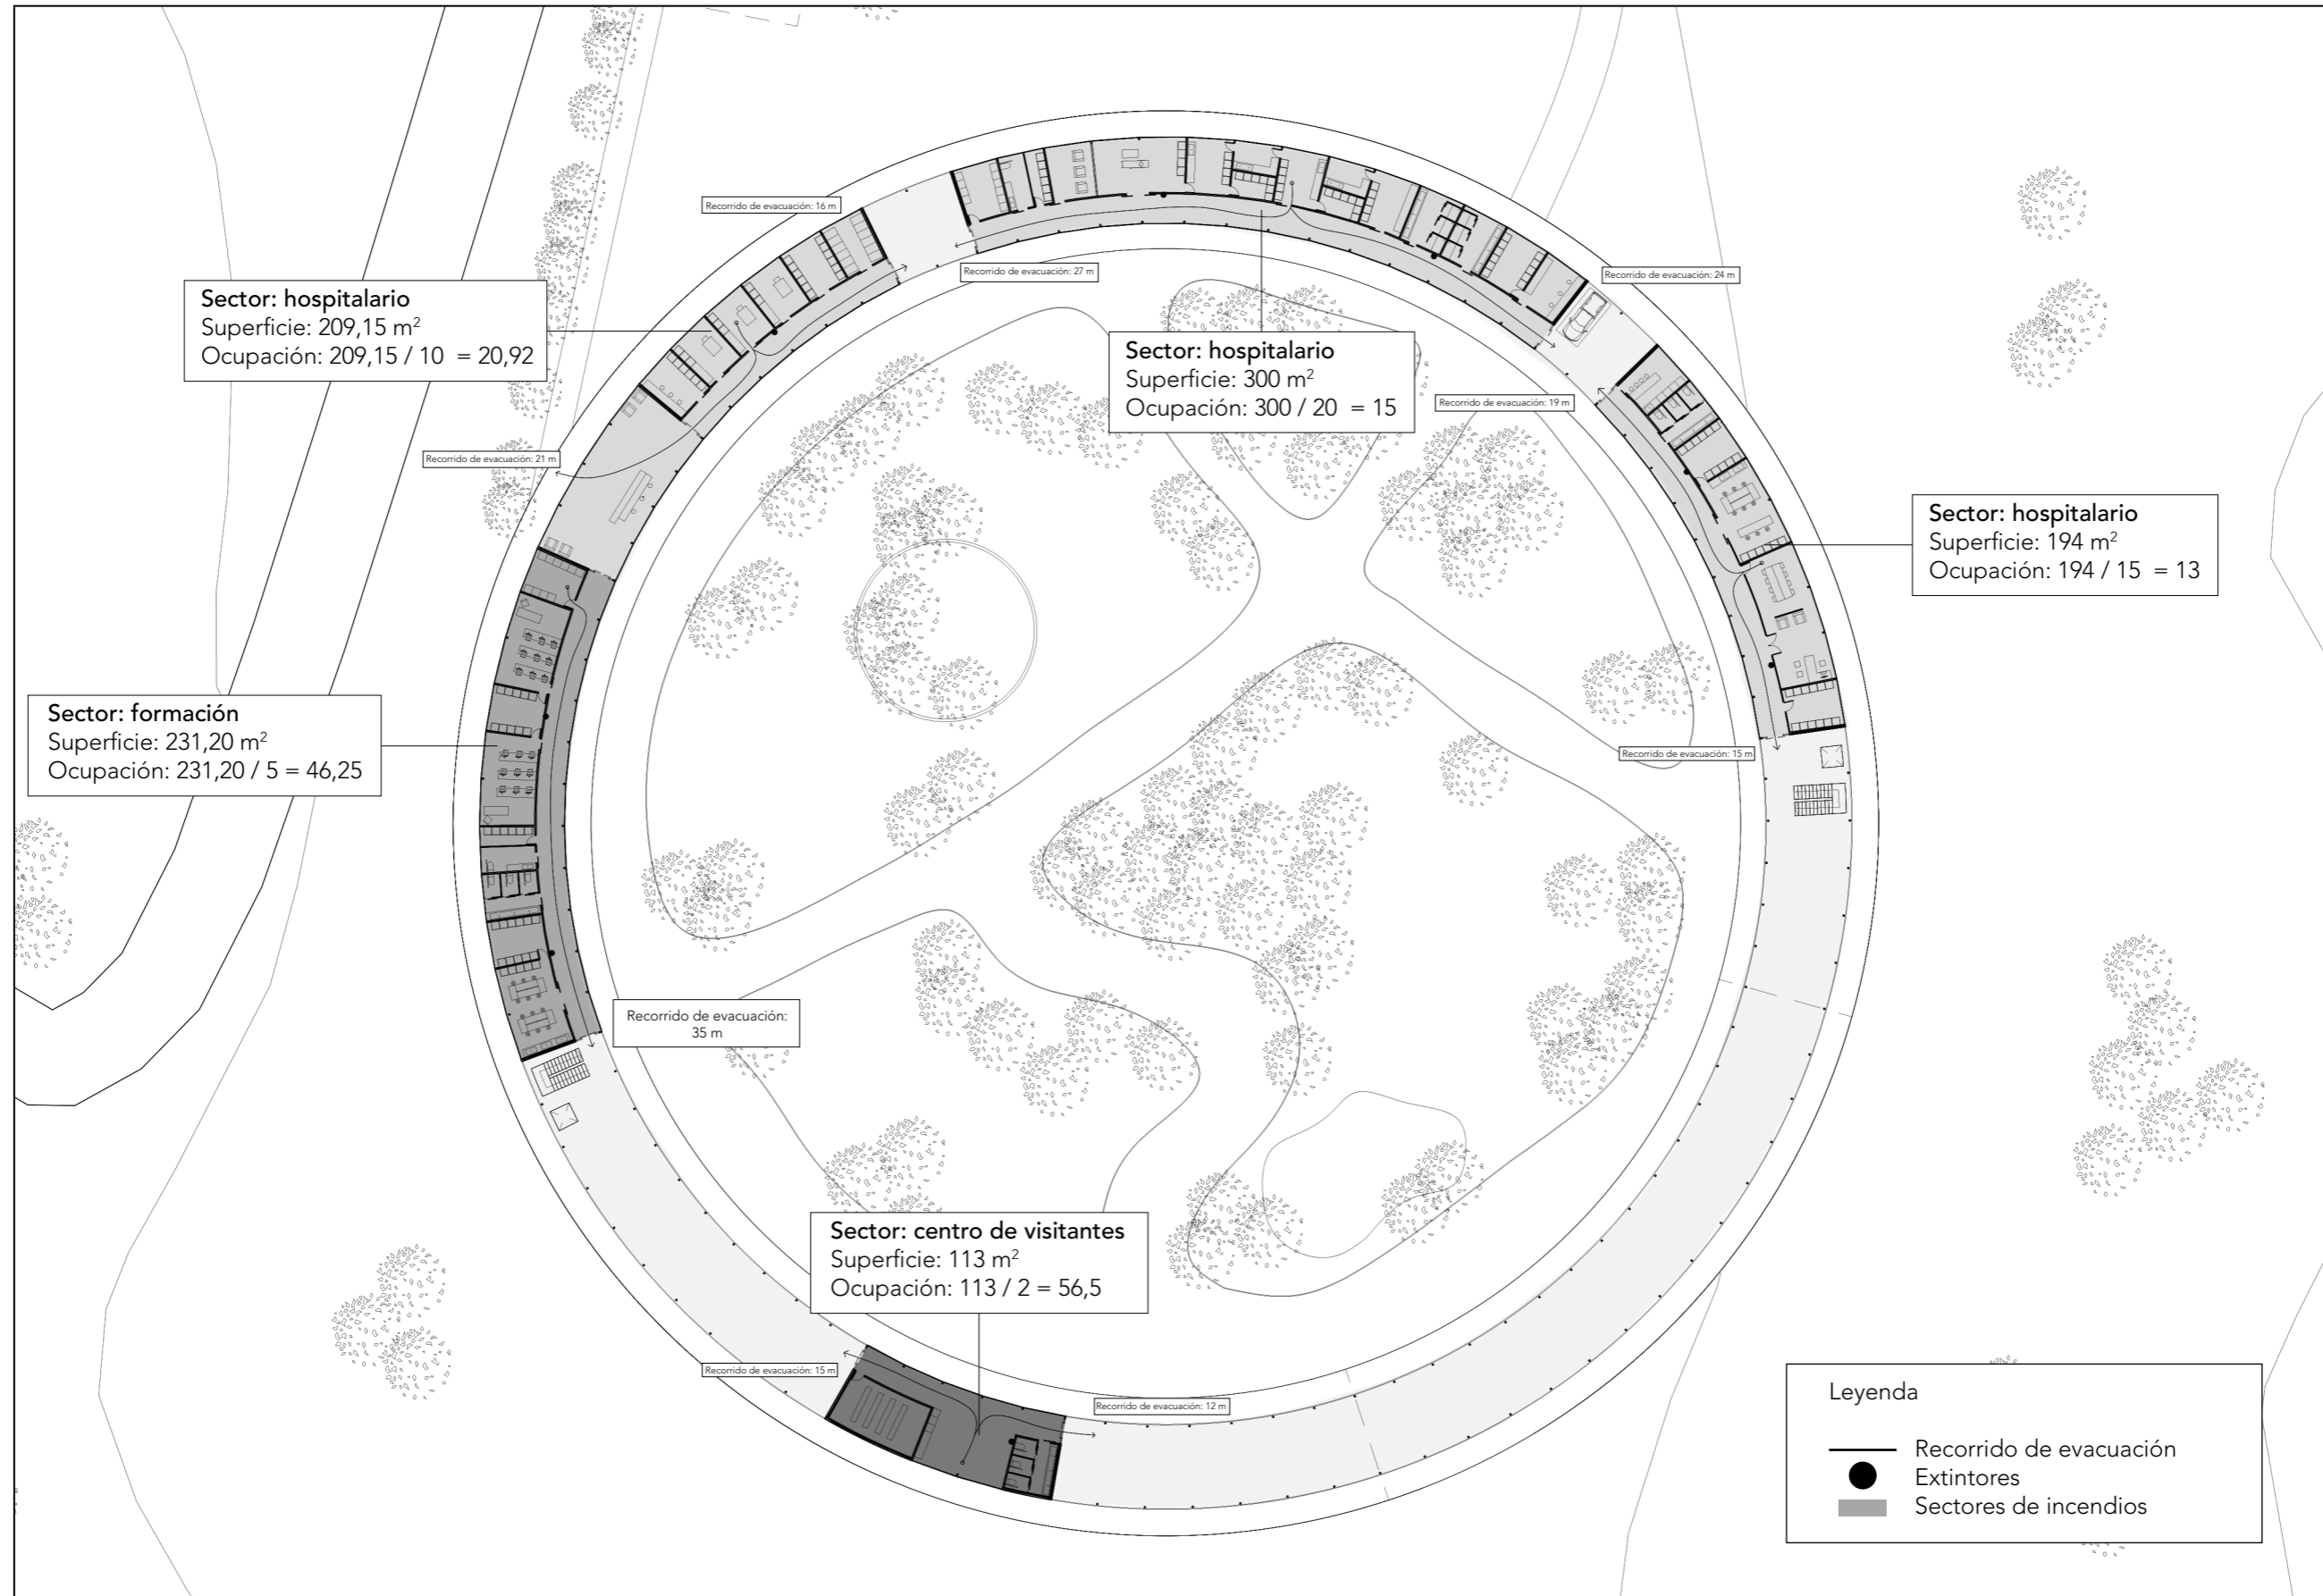 Recorrido de evacuación: 16 m
Recorrido de evacuación: 27 m
Recorrido de evacuación: 24 m
Sector: hospitalario
Superficie: 209,15 m²
Ocupación: 209,15 / 10 = 20,92
Sector: hospitalario
Superficie: 300 m²
Ocupación: 300 / 20 = 15
Recorrido de evacuación: 19 m
Recorrido de evacuación: 21 m
Sector: hospitalario
Superficie: 194 m²
Ocupación: 194 / 15 = 13
Sector: formación
Superficie: 231,20 m²
Ocupación: 231,20 / 5 = 46,25
Recorrido de evacuación: 15 m
Recorrido de evacuación:
35 m
Sector: centro de visitantes
Superficie: 113 m²
Ocupación: 113 / 2 = 56,5
Recorrido de evacuación: 15 m
Recorrido de evacuación: 12 m
Leyenda
Recorrido de evacuación
Extintores
Sectores de incendios